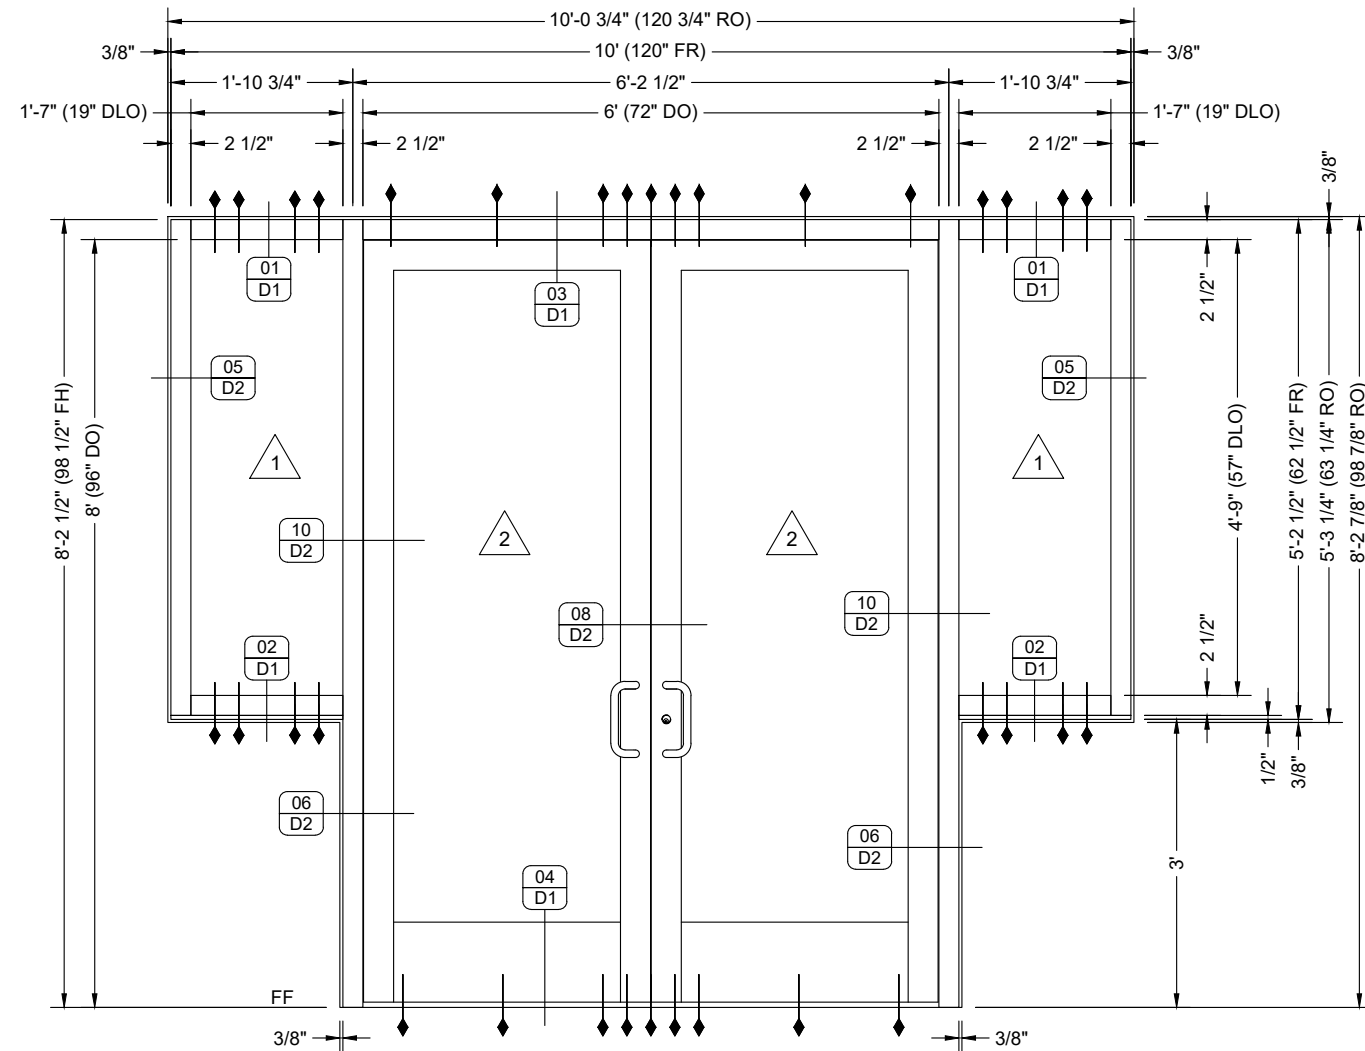 10'-0 3/4" (120 3/4" RO)
3/8"
10' (120" FR)
3/8"
1'-10 3/4"
6'-2 1/2"
1'-10 3/4"
1'-7" (19" DLO)
6' (72" DO)
1'-7" (19" DLO)
2 1/2"
2 1/2"
2 1/2"
2 1/2"
3/8"
01
D1
03
D1
01
D1
2 1/2"
05
D2
05
D2
8'-2 1/2" (98 1/2" FH)
8' (96" DO)
4'-9" (57" DLO)
5'-2 1/2" (62 1/2" FR)
5'-3 1/4" (63 1/4" RO)
8'-2 7/8" (98 7/8" RO)
1
1
10
D2
2
2
08
D2
10
D2
02
D1
02
D1
2 1/2"
1/2"
3/8"
06
D2
06
D2
04
D1
3'
FF
3/8"
3/8"